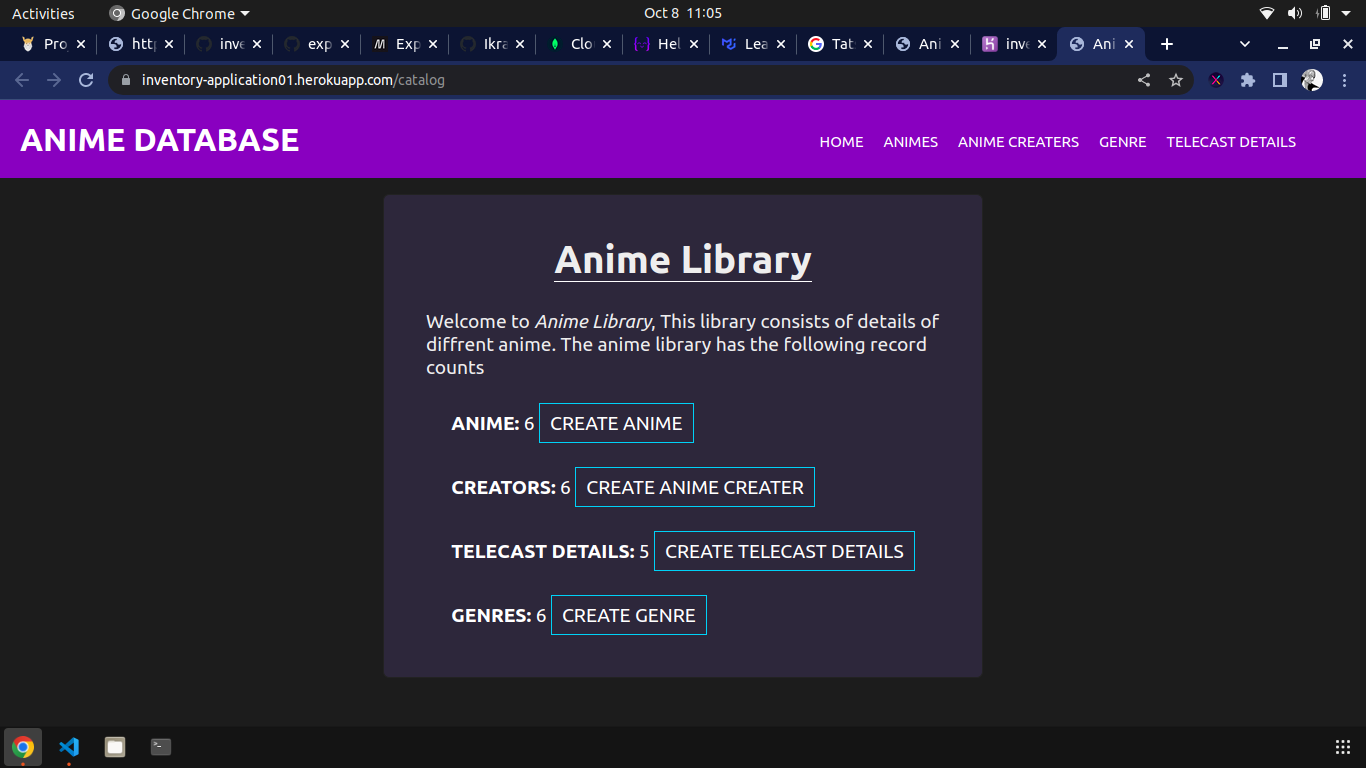 Activities Google Chrome Oct 8 11:05
Pro http inve exp Exp Ikra Clou Hel Lea Tats Ani inve Ani
inventory-application01.herokuapp.com/catalog
ANIME DATABASE HOME ANIMES ANIME CREATERS GENRE TELECAST DETAILS
Anime Library
Welcome to Anime Library, This library consists of details of
diffrent anime. The anime library has the following record
counts
ANIME: 6 CREATE ANIME
CREATORS: 6 CREATE ANIME CREATER
TELECAST DETAILS: 5 CREATE TELECAST DETAILS
GENRES: 6 CREATE GENRE